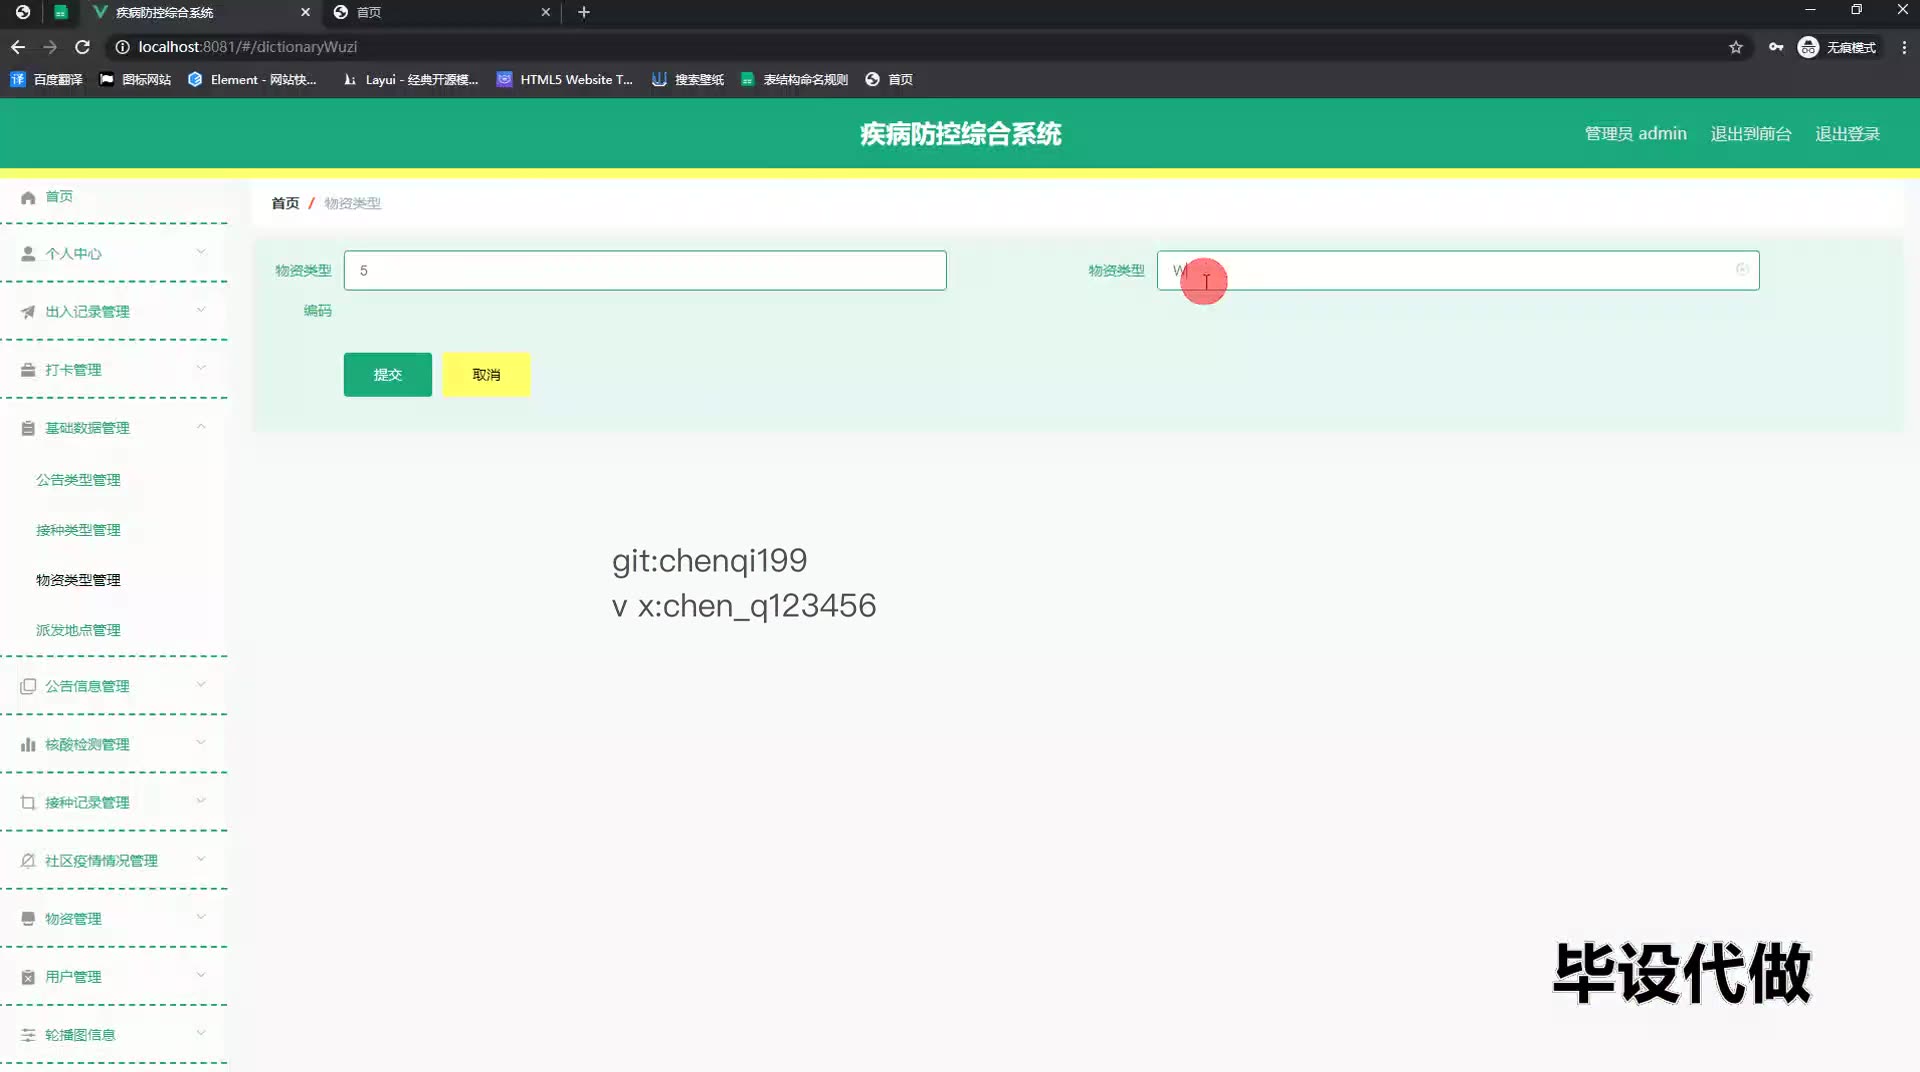 疾病防控综合系统
首页
localhost:8081/#/dictionaryWuzi
无痕模式
百度翻译
图标网站
Element - 网站快...
Layui - 经典开源模...
HTML5 Website T...
搜索壁纸
表结构命名规则
首页
疾病防控综合系统
管理员 admin
退出到前台
退出登录
首页
个人中心
出入记录管理
打卡管理
基础数据管理
公告类型管理
接种类型管理
物资类型管理
派发地点管理
公告信息管理
核酸检测管理
接种记录管理
社区疫情情况管理
物资管理
用户管理
轮播图信息
首页 / 物资类型
物资类型
编码
5
物资类型
W
提交
取消
git:chenqi199
v x:chen_q123456
毕设代做